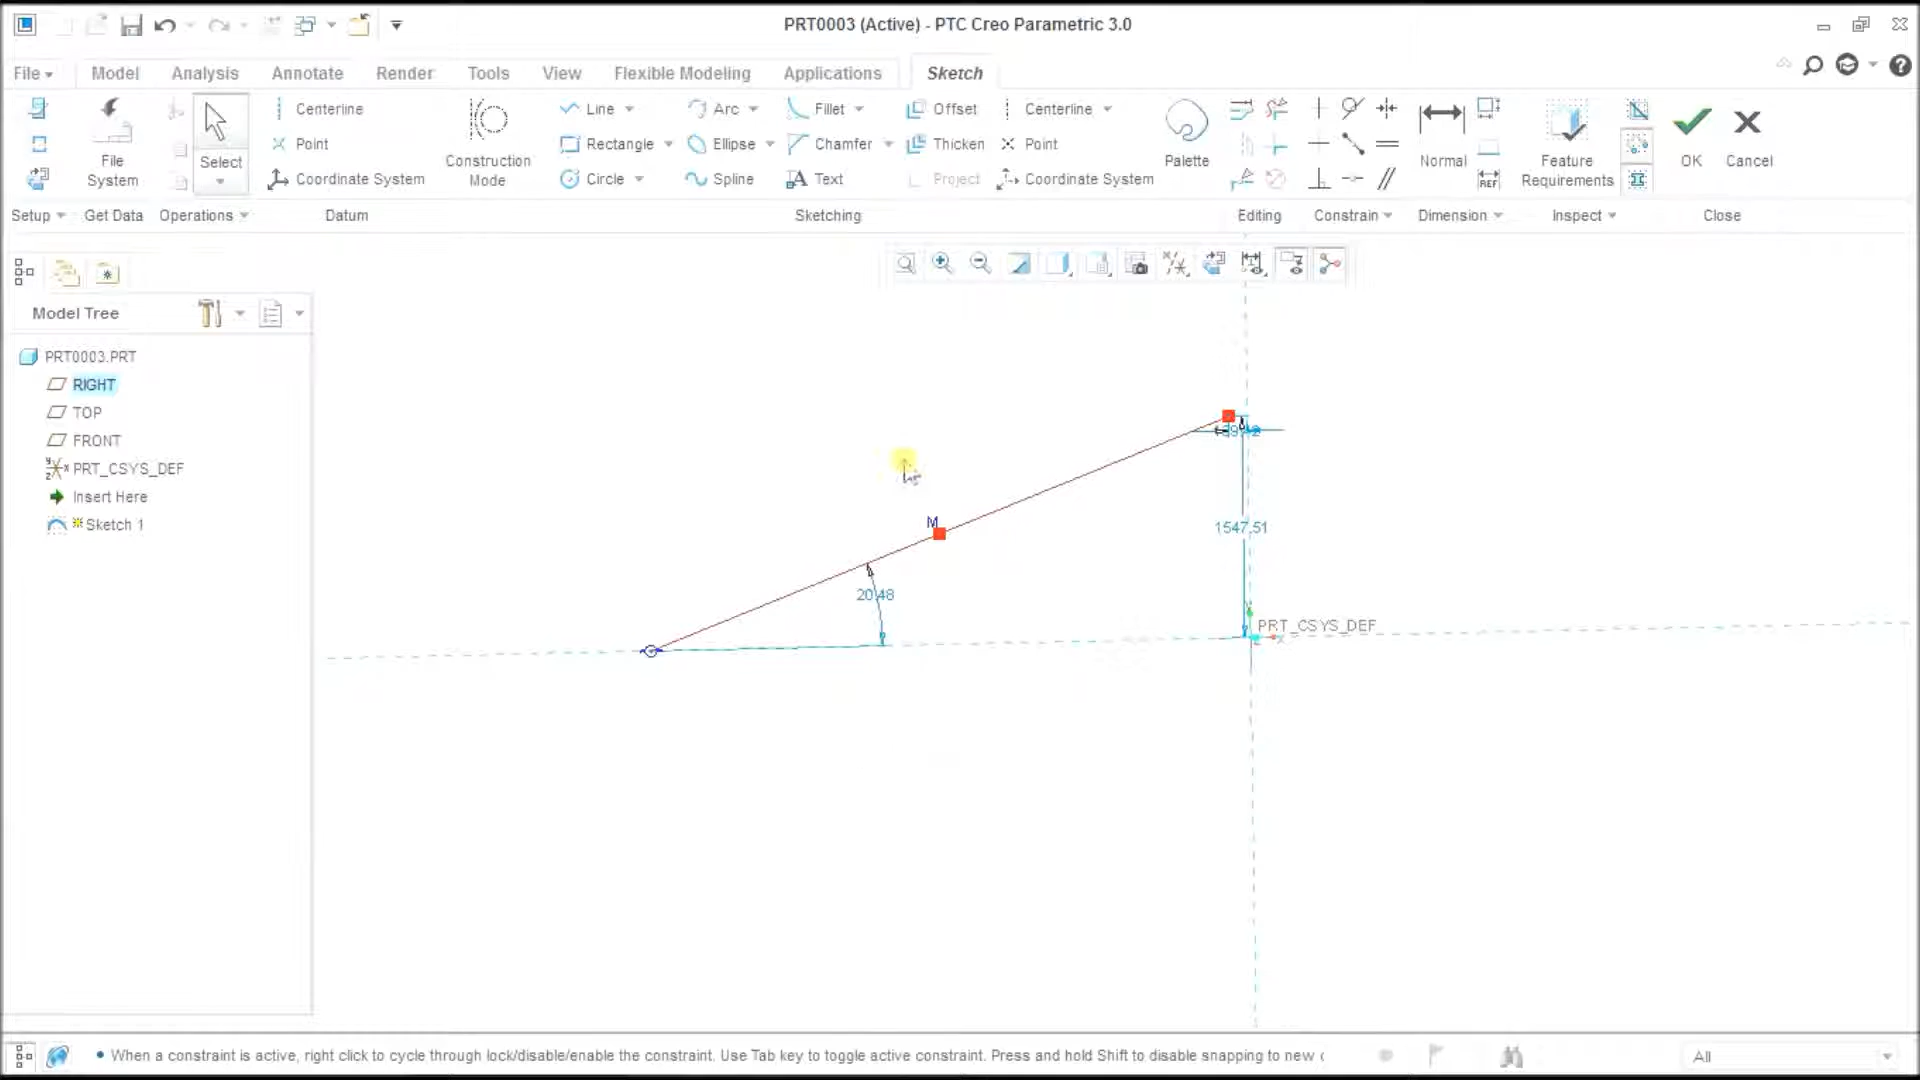 PRT0003 (Active) - PTC Creo Parametric 3.0
File Model Analysis Annotate Render Tools View Flexible Modeling Applications Sketch
Centerline Line Arc Fillet Offset Centerline
Point Rectangle Ellipse Chamfer Thicken Point
File System
Select
Construction Mode
Palette
Normal
Feature Requirements
OK Cancel
Coordinate System Circle Spline Text Project Coordinate System
REF
Setup Get Data Operations Datum Sketching Editing Constrain Dimension Inspect Close
Model Tree
PRT0003.PRT
RIGHT
TOP
FRONT
PRT_CSYS_DEF
Insert Here
Sketch 1
M
1547.51
20.48
PRT_CSYS_DEF
When a constraint is active, right click to cycle through lock/disable/enable the constraint. Use Tab key to toggle active constraint. Press and hold Shift to disable snapping to new
All